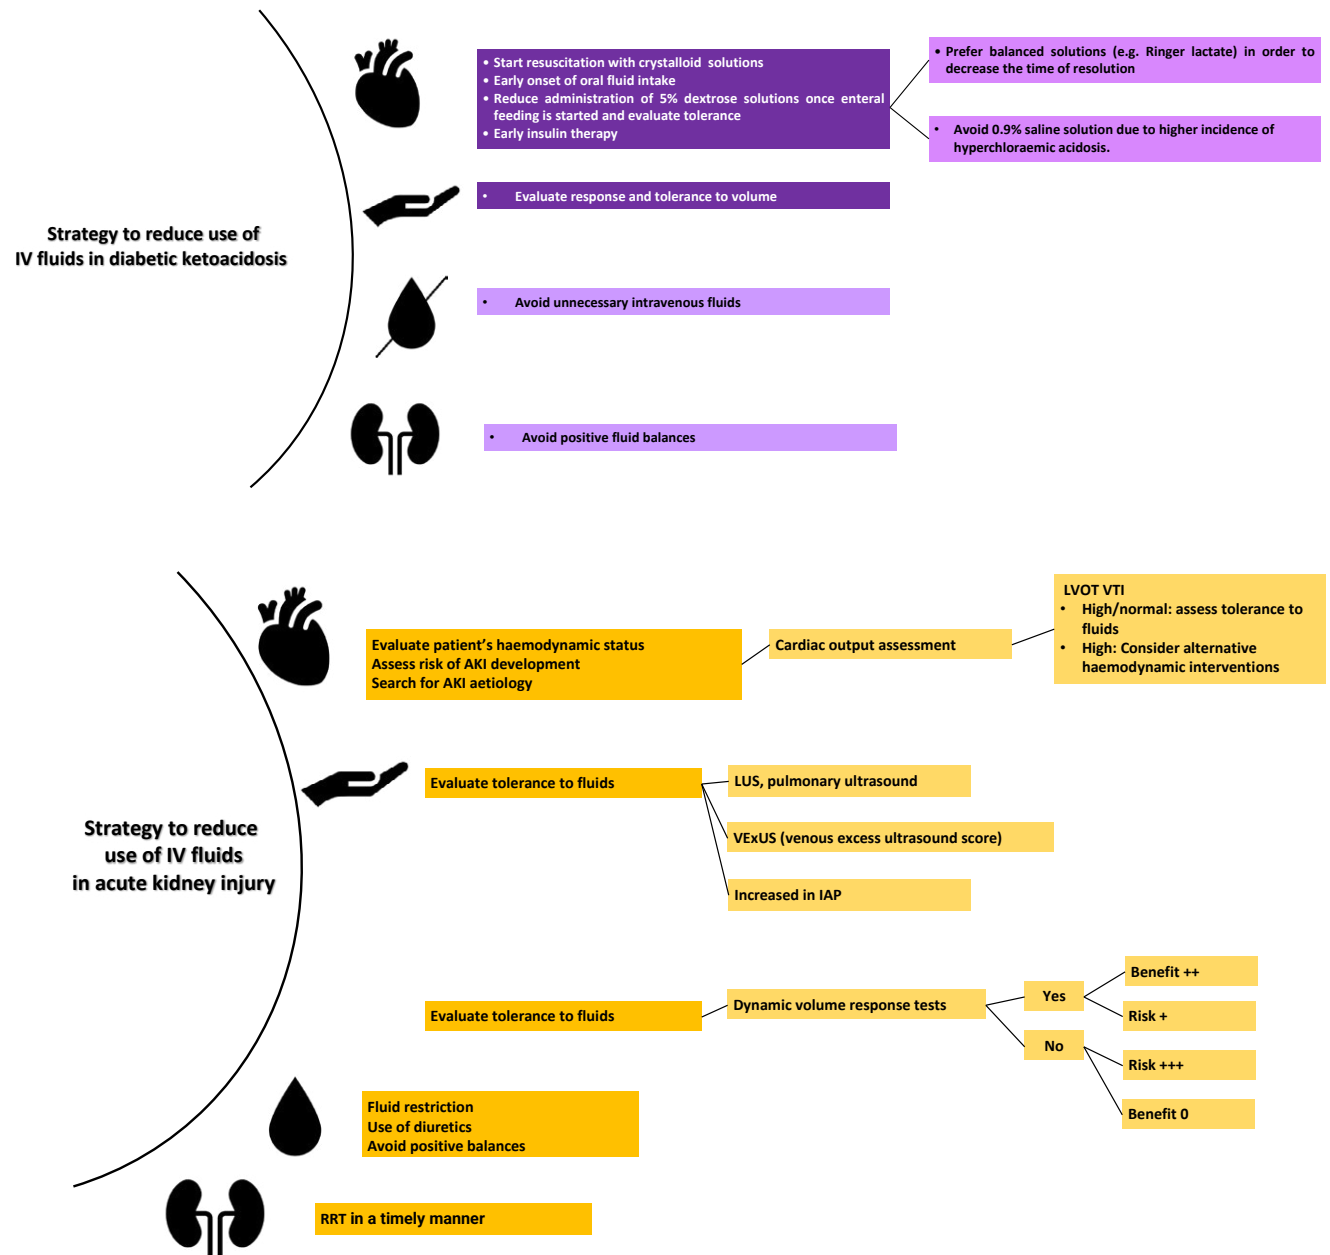 Strategy to reduce use of
IV fluids in diabetic ketoacidosis
• Start resuscitation with crystalloid solutions
• Early onset of oral fluid intake
• Reduce administration of 5% dextrose solutions once enteral
feeding is started and evaluate tolerance
• Early insulin therapy
• Prefer balanced solutions (e.g. Ringer lactate) in order to
decrease the time of resolution
• Avoid 0.9% saline solution due to higher incidence of
hyperchloraemic acidosis.
• Evaluate response and tolerance to volume
• Avoid unnecessary intravenous fluids
• Avoid positive fluid balances
Strategy to reduce
use of IV fluids
in acute kidney injury
Evaluate patient's haemodynamic status
Assess risk of AKI development
Search for AKI aetiology
Cardiac output assessment
LVOT VTI
• High/normal: assess tolerance to
fluids
• High: Consider alternative
haemodynamic interventions
Evaluate tolerance to fluids
LUS, pulmonary ultrasound
VExUS (venous excess ultrasound score)
Increased in IAP
Evaluate tolerance to fluids
Dynamic volume response tests
Yes
Benefit ++
Risk +
No
Risk +++
Benefit 0
Fluid restriction
Use of diuretics
Avoid positive balances
RRT in a timely manner